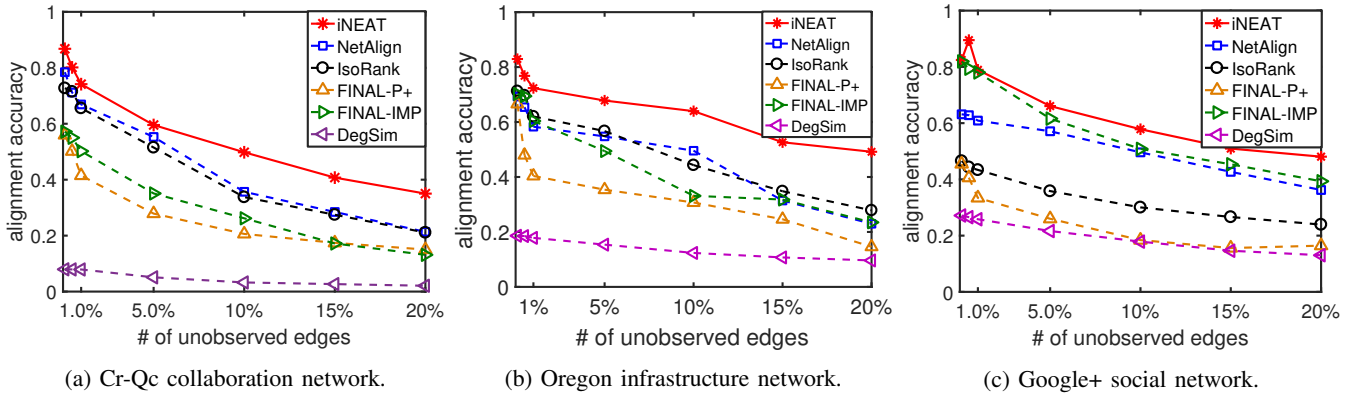 alignment accuracy
1
0.8
0.6
0.4
0.2
0
1.0%
5.0%
10%
15%
20%
# of unobserved edges
iNEAT
NetAlign
IsoRank
FINAL-P+
FINAL-IMP
DegSim
(a) Cr-Qc collaboration network.
alignment accuracy
1
0.8
0.6
0.4
0.2
0
1%
5%
10%
15%
20%
# of unobserved edges
iNEAT
NetAlign
IsoRank
FINAL-P+
FINAL-IMP
DegSim
(b) Oregon infrastructure network.
alignment accuracy
1
0.8
0.6
0.4
0.2
0
1.0%
5.0%
10%
15%
20%
# of unobserved edges
iNEAT
NetAlign
IsoRank
FINAL-P+
FINAL-IMP
DegSim
(c) Google+ social network.